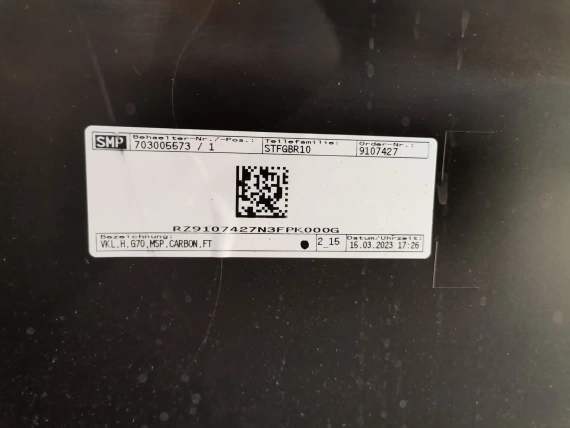 SMP
Behaelter-Nr./-Pos.: Teilefamilie: Order-Nr.:
703005573 / 1 STFGBR10 9107427
RZ9107427N3FPK000G
Bezeichnung: Datum/Uhrzeit:
VKL,H,G70,MSP,CARBON,FT 2_15 16.03.2023 17:26